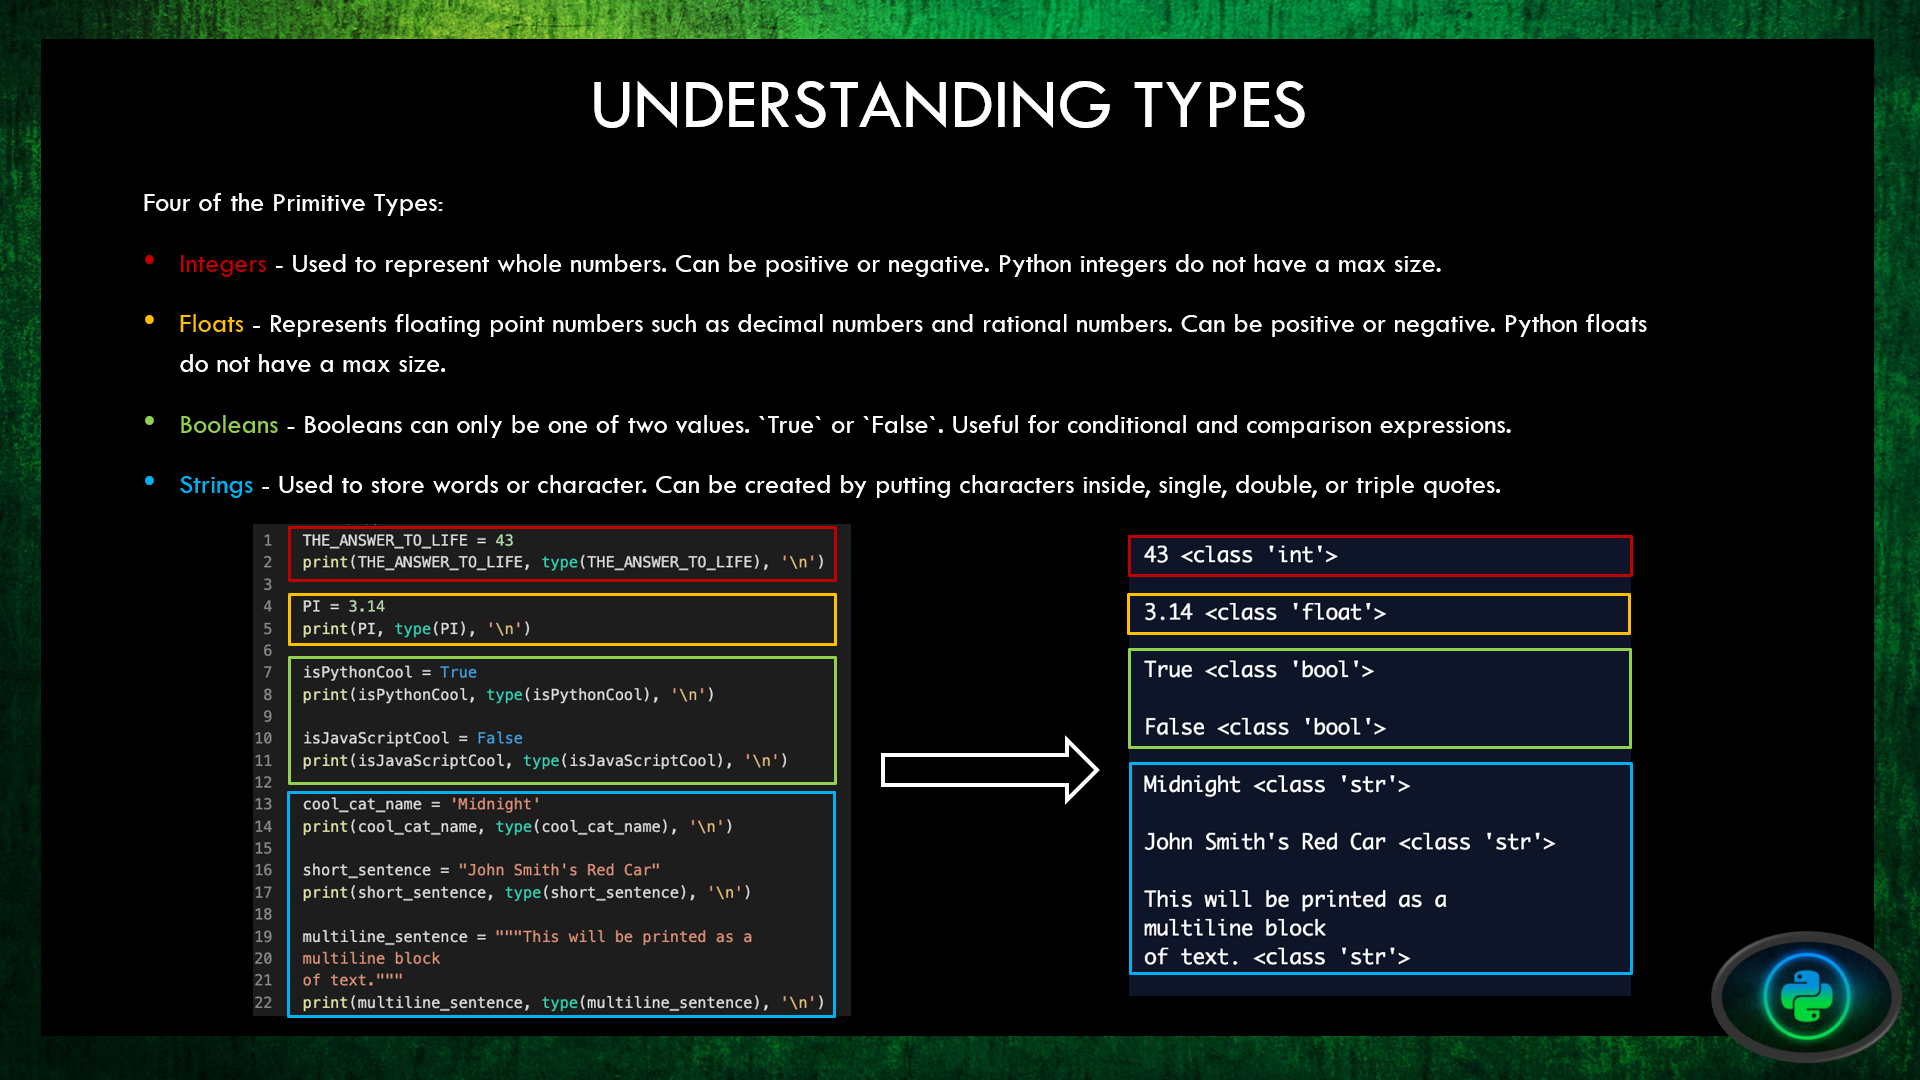 UNDERSTANDING TYPES
Four of the Primitive Types:
• Integers - Used to represent whole numbers. Can be positive or negative. Python integers do not have a max size.
• Floats - Represents floating point numbers such as decimal numbers and rational numbers. Can be positive or negative. Python floats
do not have a max size.
• Booleans - Booleans can only be one of two values. `True` or `False`. Useful for conditional and comparison expressions.
• Strings - Used to store words or character. Can be created by putting characters inside, single, double, or triple quotes.
1 THE_ANSWER_TO_LIFE = 43
2 print(THE_ANSWER_TO_LIFE, type(THE_ANSWER_TO_LIFE), '\n')
3
4 PI = 3.14
5 print(PI, type(PI), '\n')
6
7 isPythonCool = True
8 print(isPythonCool, type(isPythonCool), '\n')
9
10 isJavaScriptCool = False
11 print(isJavaScriptCool, type(isJavaScriptCool), '\n')
12
13 cool_cat_name = 'Midnight'
14 print(cool_cat_name, type(cool_cat_name), '\n')
15
16 short_sentence = "John Smith's Red Car"
17 print(short_sentence, type(short_sentence), '\n')
18
19 multiline_sentence = """This will be printed as a
20 multiline block
21 of text."""
22 print(multiline_sentence, type(multiline_sentence), '\n')
43 <class 'int'>
3.14 <class 'float'>
True <class 'bool'>
False <class 'bool'>
Midnight <class 'str'>
John Smith's Red Car <class 'str'>
This will be printed as a
multiline block
of text. <class 'str'>